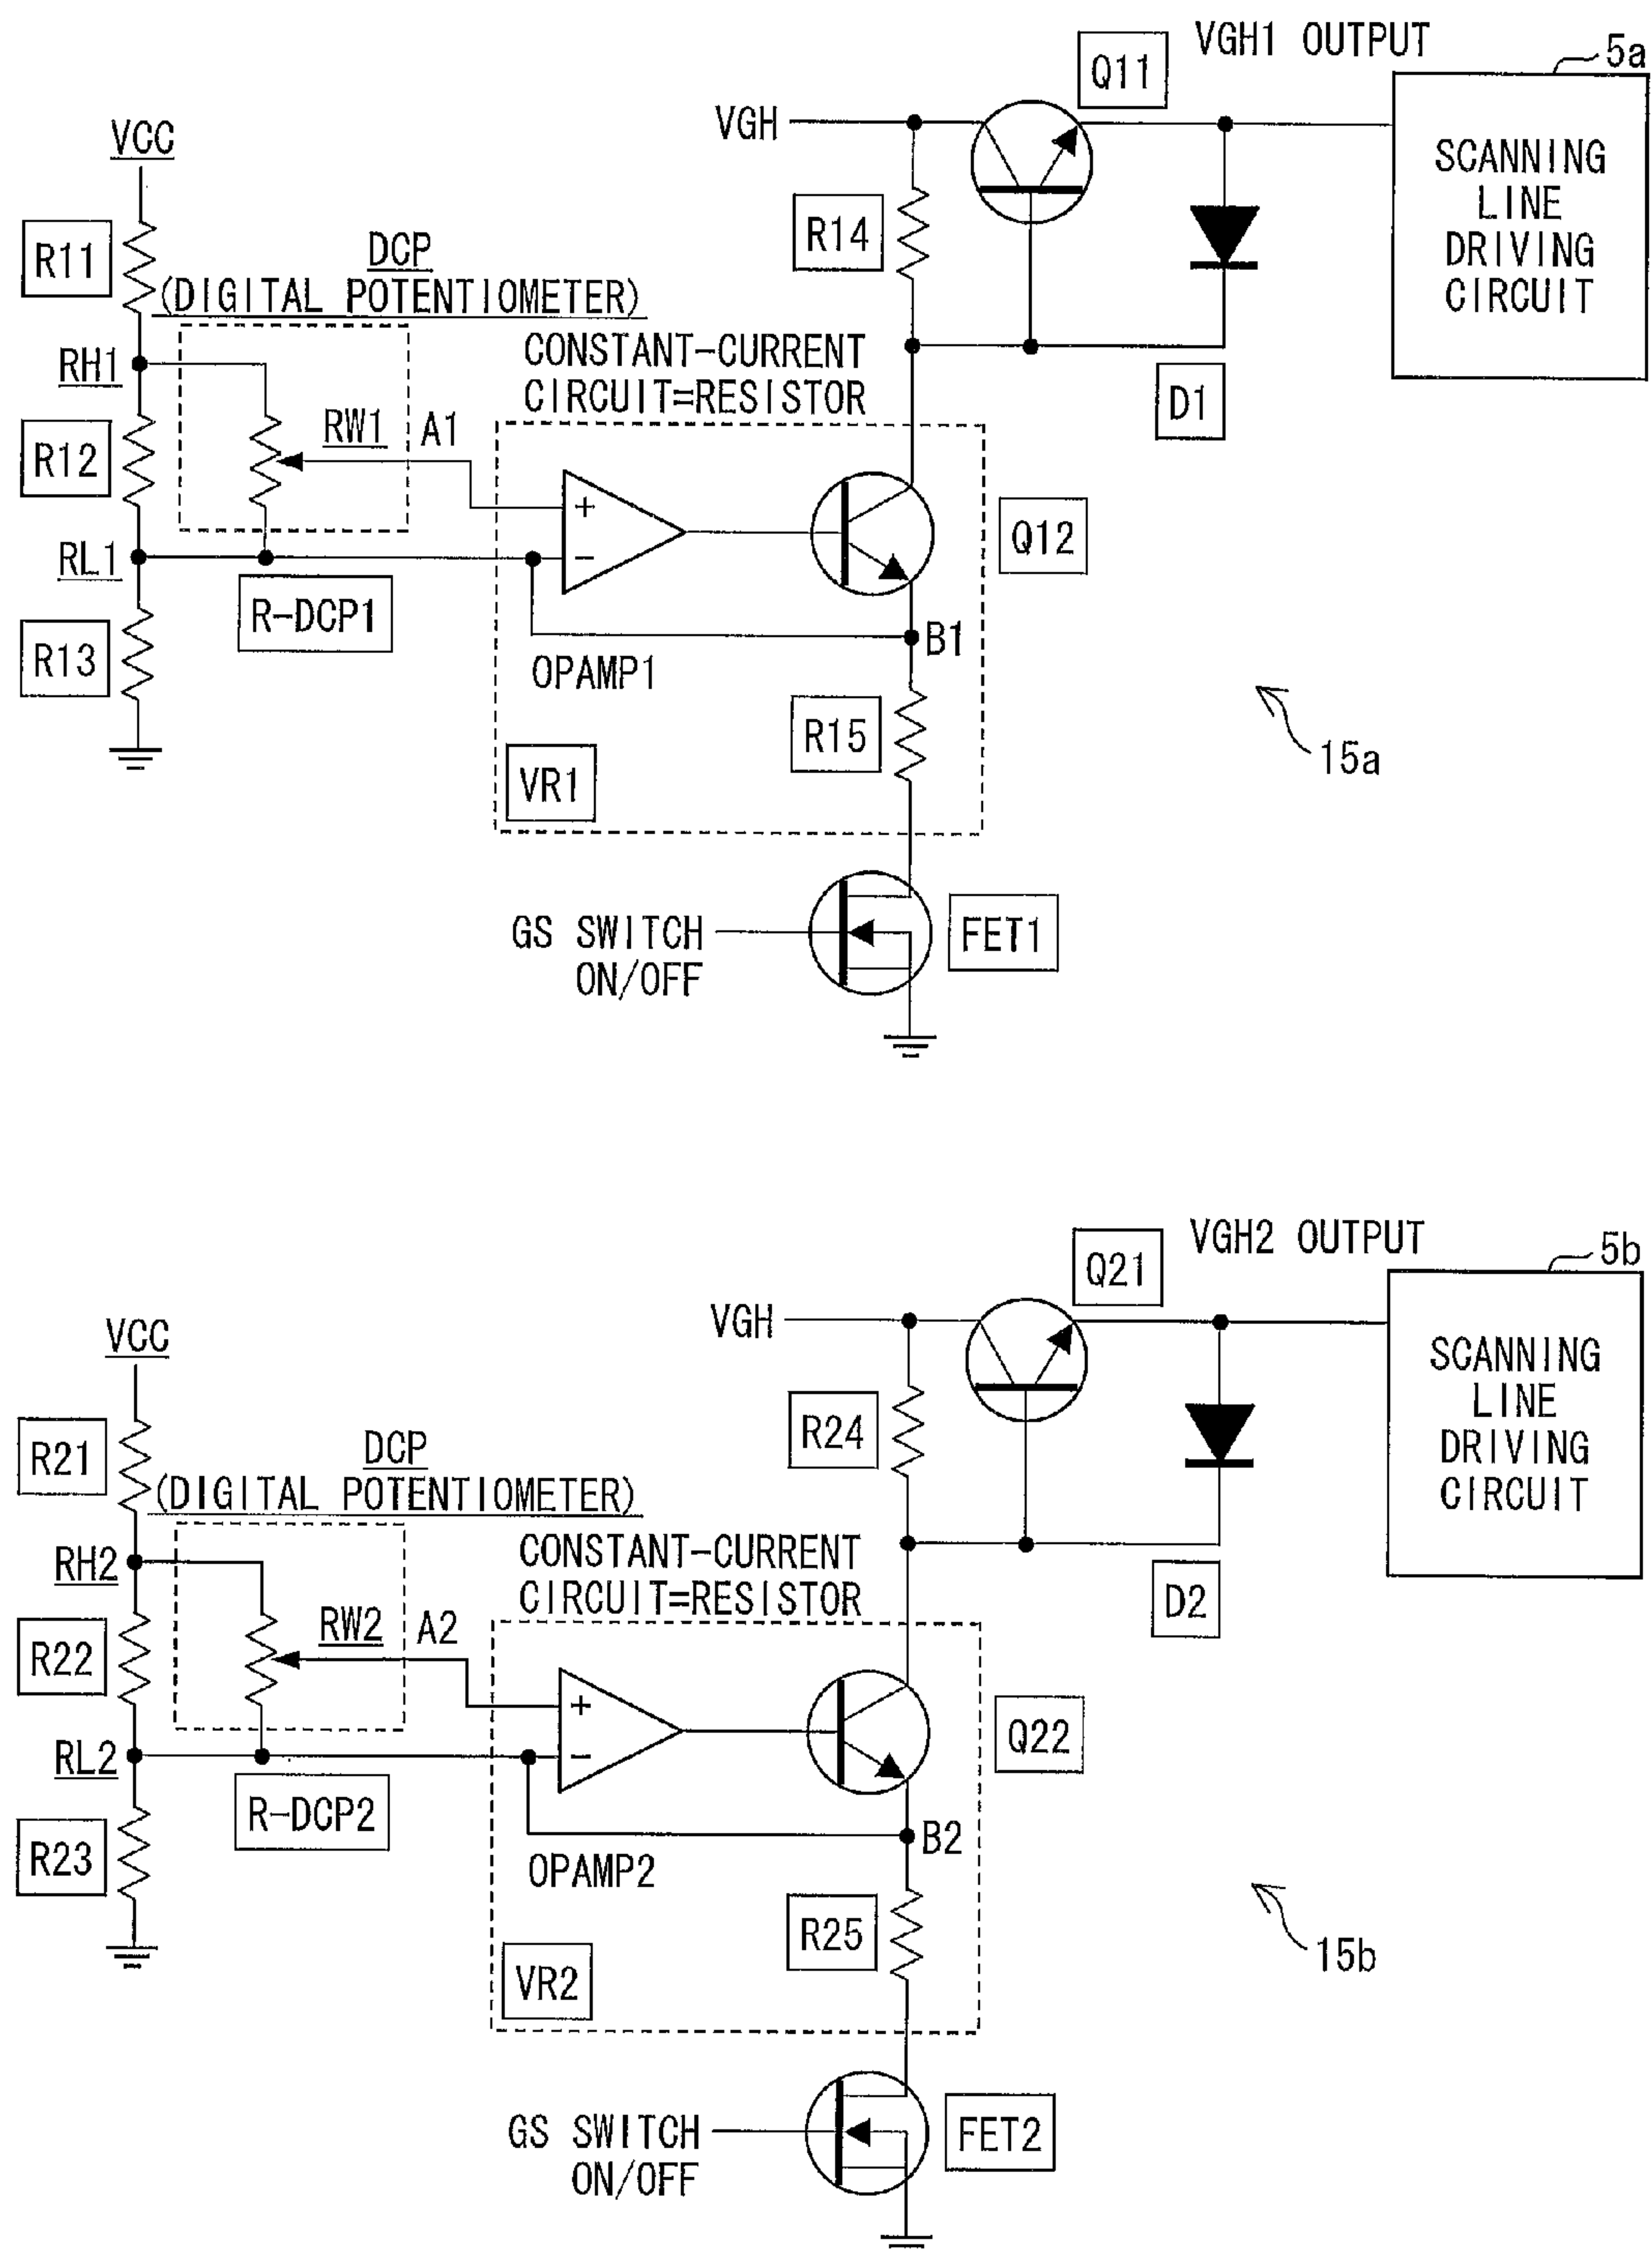 VGH1 OUTPUT
5a
Q11
VGH
SCANNING
LINE
DRIVING
CIRCUIT
VCC
R14
R11
DCP
(DIGITAL POTENTIOMETER)
CONSTANT-CURRENT
CIRCUIT=RESISTOR
D1
RH1
RW1
A1
R12
+
-
Q12
RL1
R-DCP1
B1
R13
OPAMP1
R15
15a
VR1
GS SWITCH
ON/OFF
FET1
VGH2 OUTPUT
5b
Q21
VGH
SCANNING
LINE
DRIVING
CIRCUIT
VCC
R24
R21
DCP
(DIGITAL POTENTIOMETER)
CONSTANT-CURRENT
CIRCUIT=RESISTOR
D2
RH2
RW2
A2
R22
+
-
Q22
RL2
R-DCP2
B2
R23
OPAMP2
R25
15b
VR2
GS SWITCH
ON/OFF
FET2